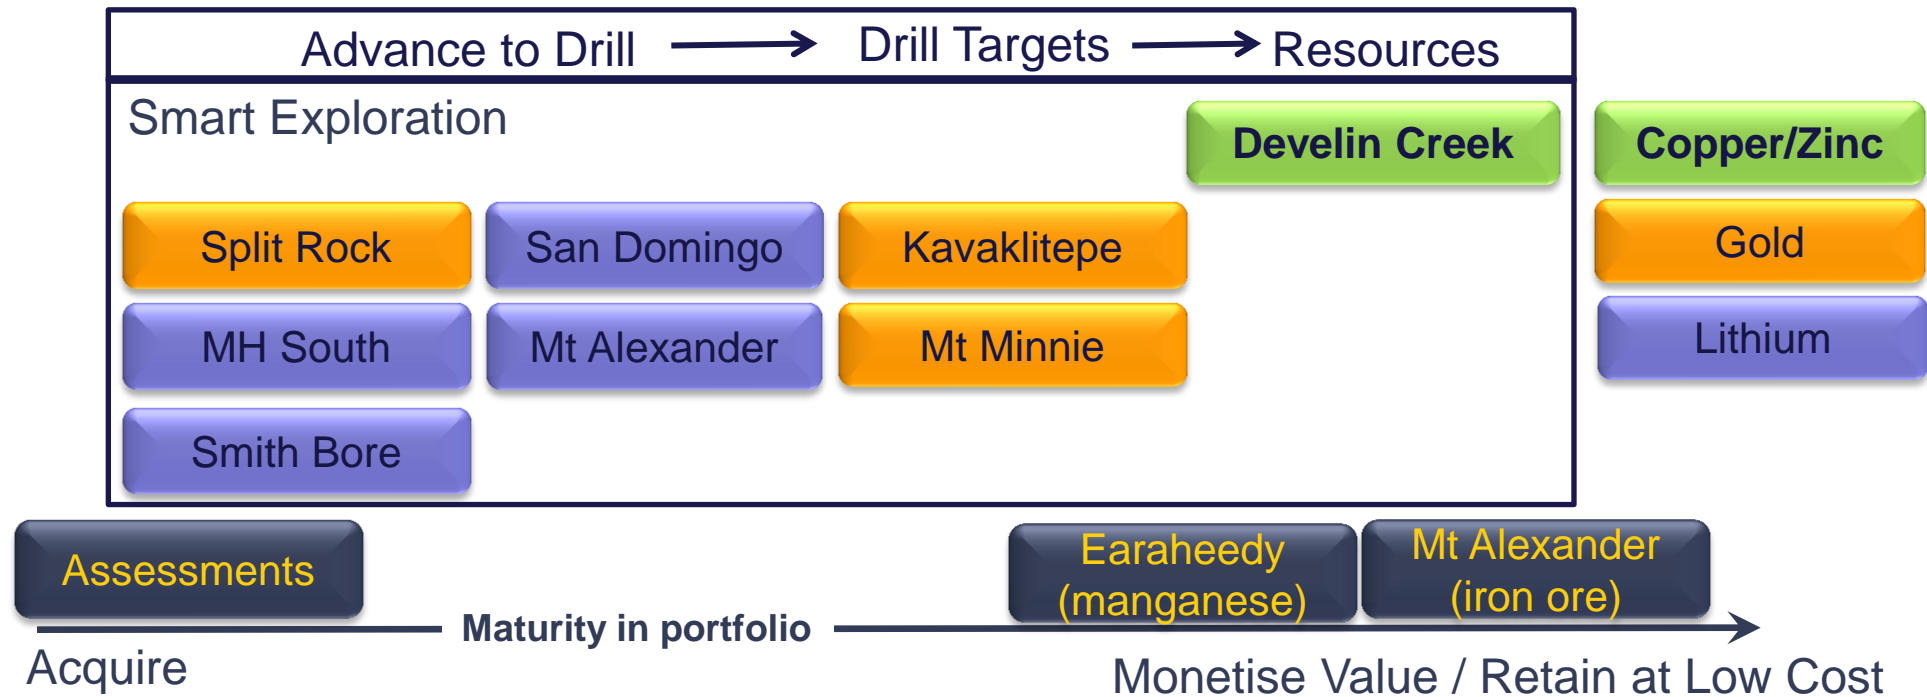 Advance to Drill Drill Targets Resources
Smart Exploration
Develin Creek Copper/Zinc
Split Rock San Domingo Kavaklitepe Gold
MH South Mt Alexander Mt Minnie Lithium
Smith Bore
Assessments
Earaheedy
(manganese)
Mt Alexander
(iron ore)
Maturity in portfolio
Acquire
Monetise Value / Retain at Low Cost